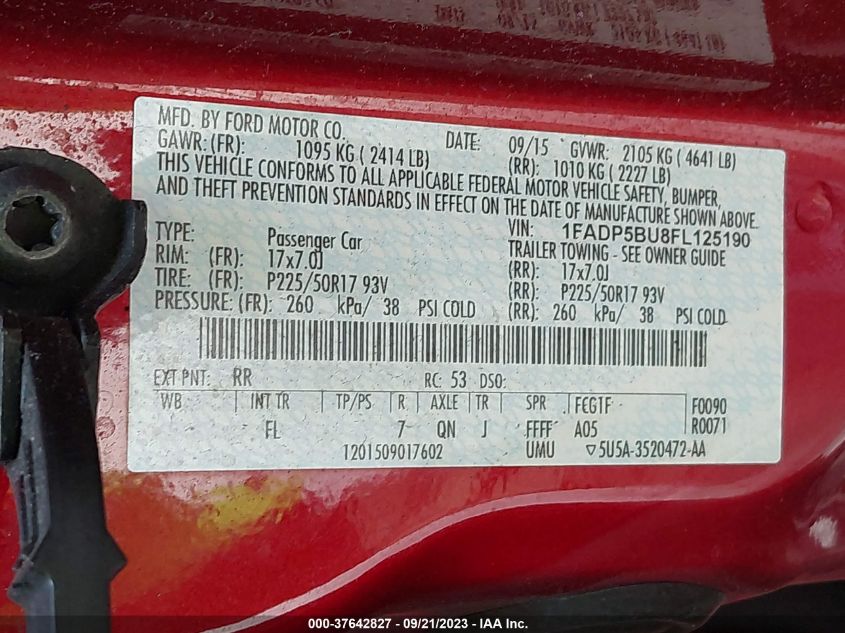 MFD. BY FORD MOTOR CO.
DATE: 09/15 GVWR: 2105 KG ( 4641 LB)
GAWR: (FR): 1095 KG ( 2414 LB) (RR): 1010 KG ( 2227 LB)
THIS VEHICLE CONFORMS TO ALL APPLICABLE FEDERAL MOTOR VEHICLE SAFETY, BUMPER,
AND THEFT PREVENTION STANDARDS IN EFFECT ON THE DATE OF MANUFACTURE SHOWN ABOVE.
VIN: 1FADP5BU8FL125190
TYPE: Passenger Car TRAILER TOWING - SEE OWNER GUIDE
RIM: (FR): 17x7.0J (RR): 17x7.0J
TIRE: (FR): P225/50R17 93V (RR): P225/50R17 93V
PRESSURE: (FR): 260 kPa/ 38 PSI COLD (RR): 260 kPa/ 38 PSI COLD
EXT PNT: RR RC: 53 DSO:
WB INT TR TP/PS R AXLE TR SPR FCG1F F0090
FL 7 QN J FFFF A05 R0071
1201509017602 UMU ▽5U5A-3520472-AA
000-37642827 - 09/21/2023 - IAA Inc.